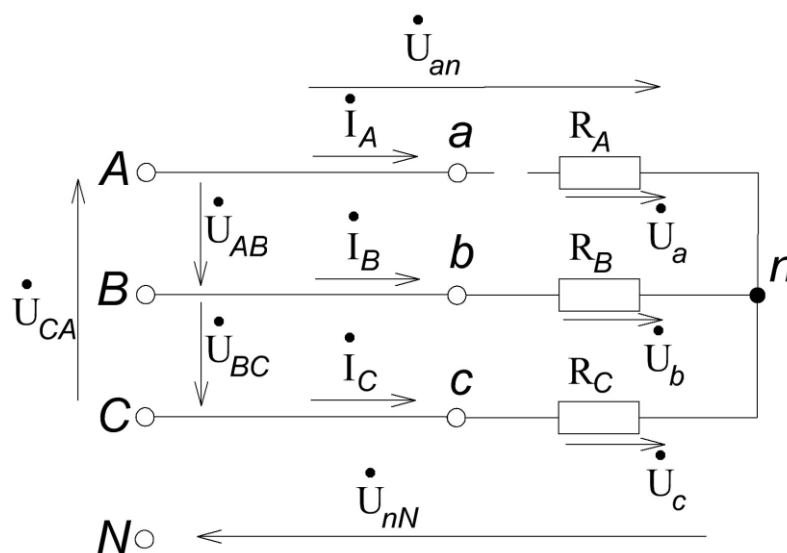 U̇an
İA a RA
A
U̇a
U̇AB İB b RB n
B
U̇CA
U̇b
U̇BC İC c RC
C
U̇c
U̇nN
N